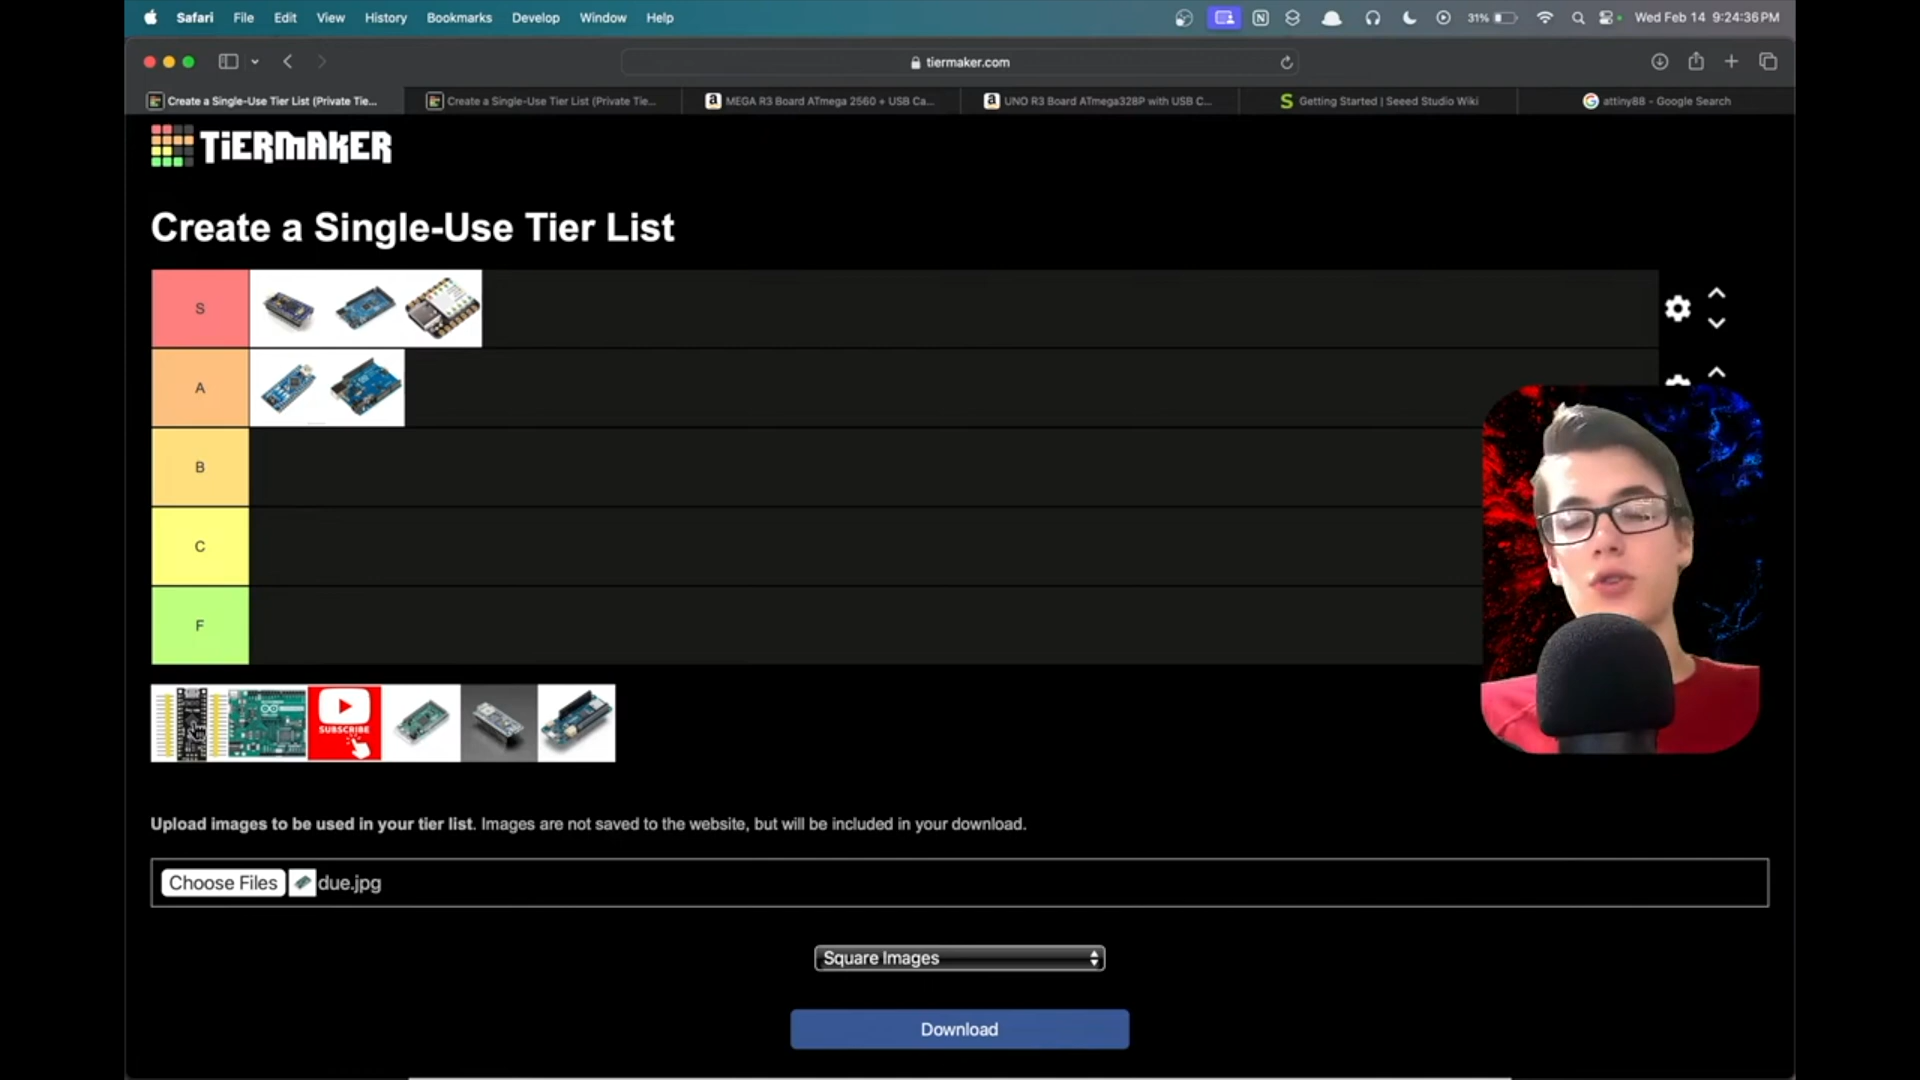 Safari File Edit View History Bookmarks Develop Window Help 31% Wed Feb 14 9:24:36 PM
tiermaker.com
Create a Single-Use Tier List (Private Tie...
Create a Single-Use Tier List (Private Tie...
MEGA R3 Board ATmega 2560 + USB Ca...
UNO R3 Board ATmega328P with USB C...
Getting Started | Seeed Studio Wiki
attiny88 - Google Search
TiERMAKER
Create a Single-Use Tier List
S
A
B
C
F
SUBSCRIBE
Upload images to be used in your tier list. Images are not saved to the website, but will be included in your download.
Choose Files due.jpg
Square Images
Download